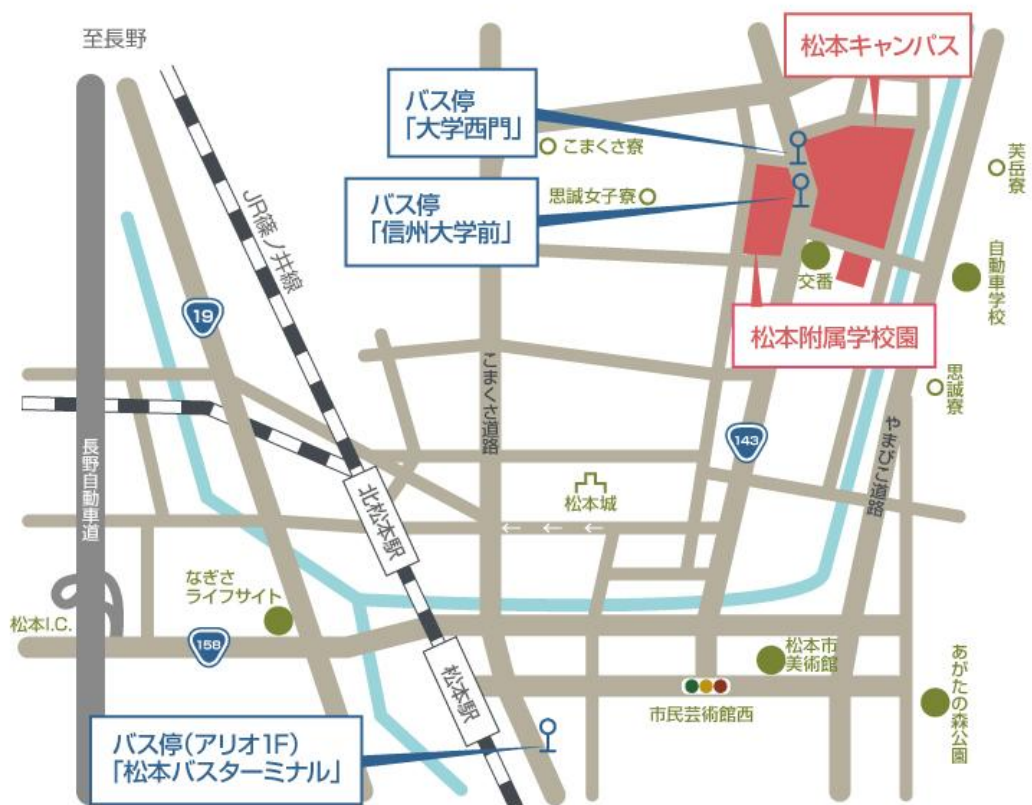 至長野
松本キャンパス
バス停
「大学西門」
こまくさ寮
思誠女子寮
バス停
「信州大学前」
芙岳寮
自動車学校
交番
松本附属学校園
JR篠ノ井線
19
こまくさ道路
思誠寮
143
やまびこ道路
長野自動車道
松本城
← ← ←
北松本駅
なぎさ
ライフサイト
松本I.C.
158
松本駅
松本市
美術館
市民芸術館西
あがたの森公園
バス停(アリオ1F)
「松本バスターミナル」